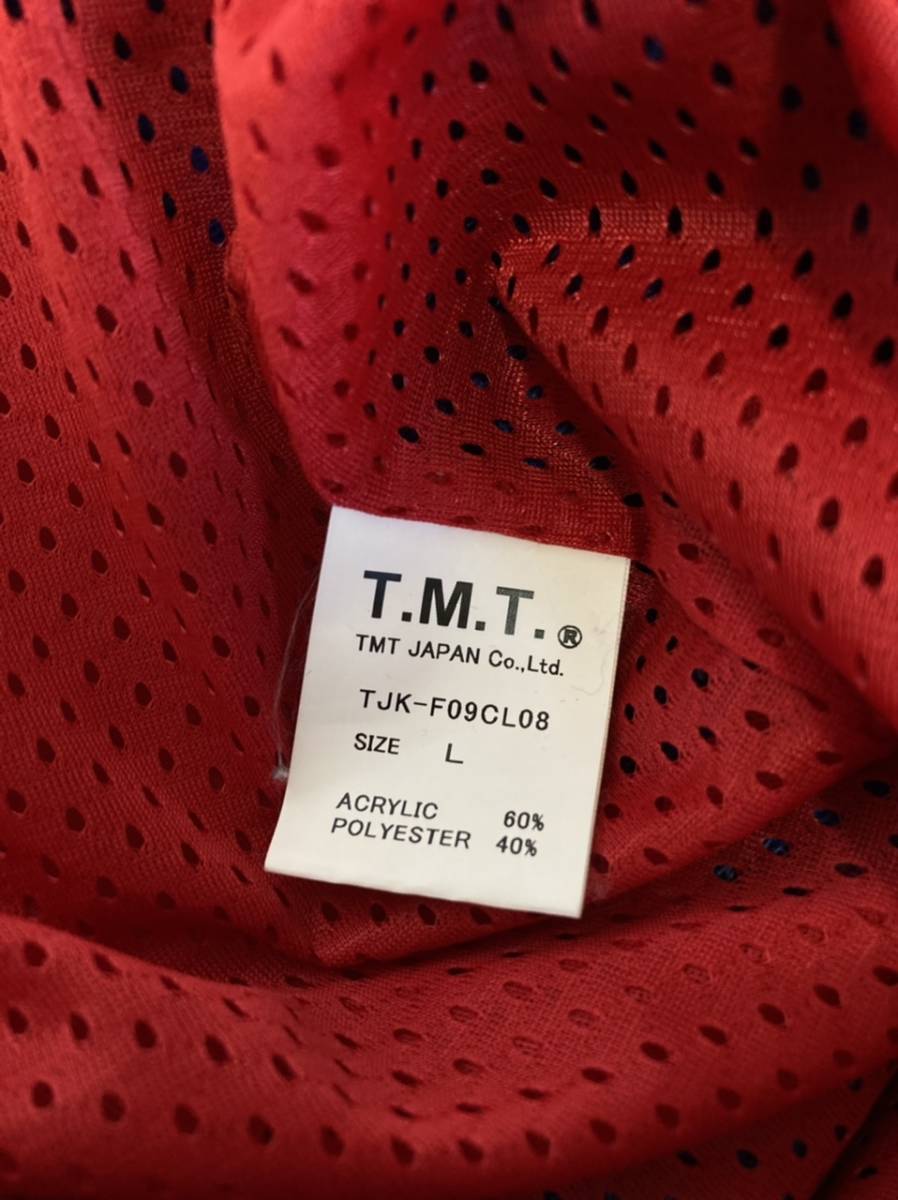 T.M.T.®
TMT JAPAN Co.,Ltd.
TJK-F09CL08
SIZE L
ACRYLIC 60%
POLYESTER 40%